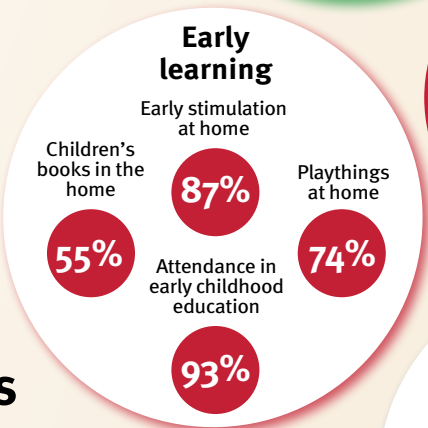 Early
learning
Early stimulation
at home
87%
Children's
books in the
home
55%
Playthings
at home
74%
Attendance in
early childhood
education
93%
s